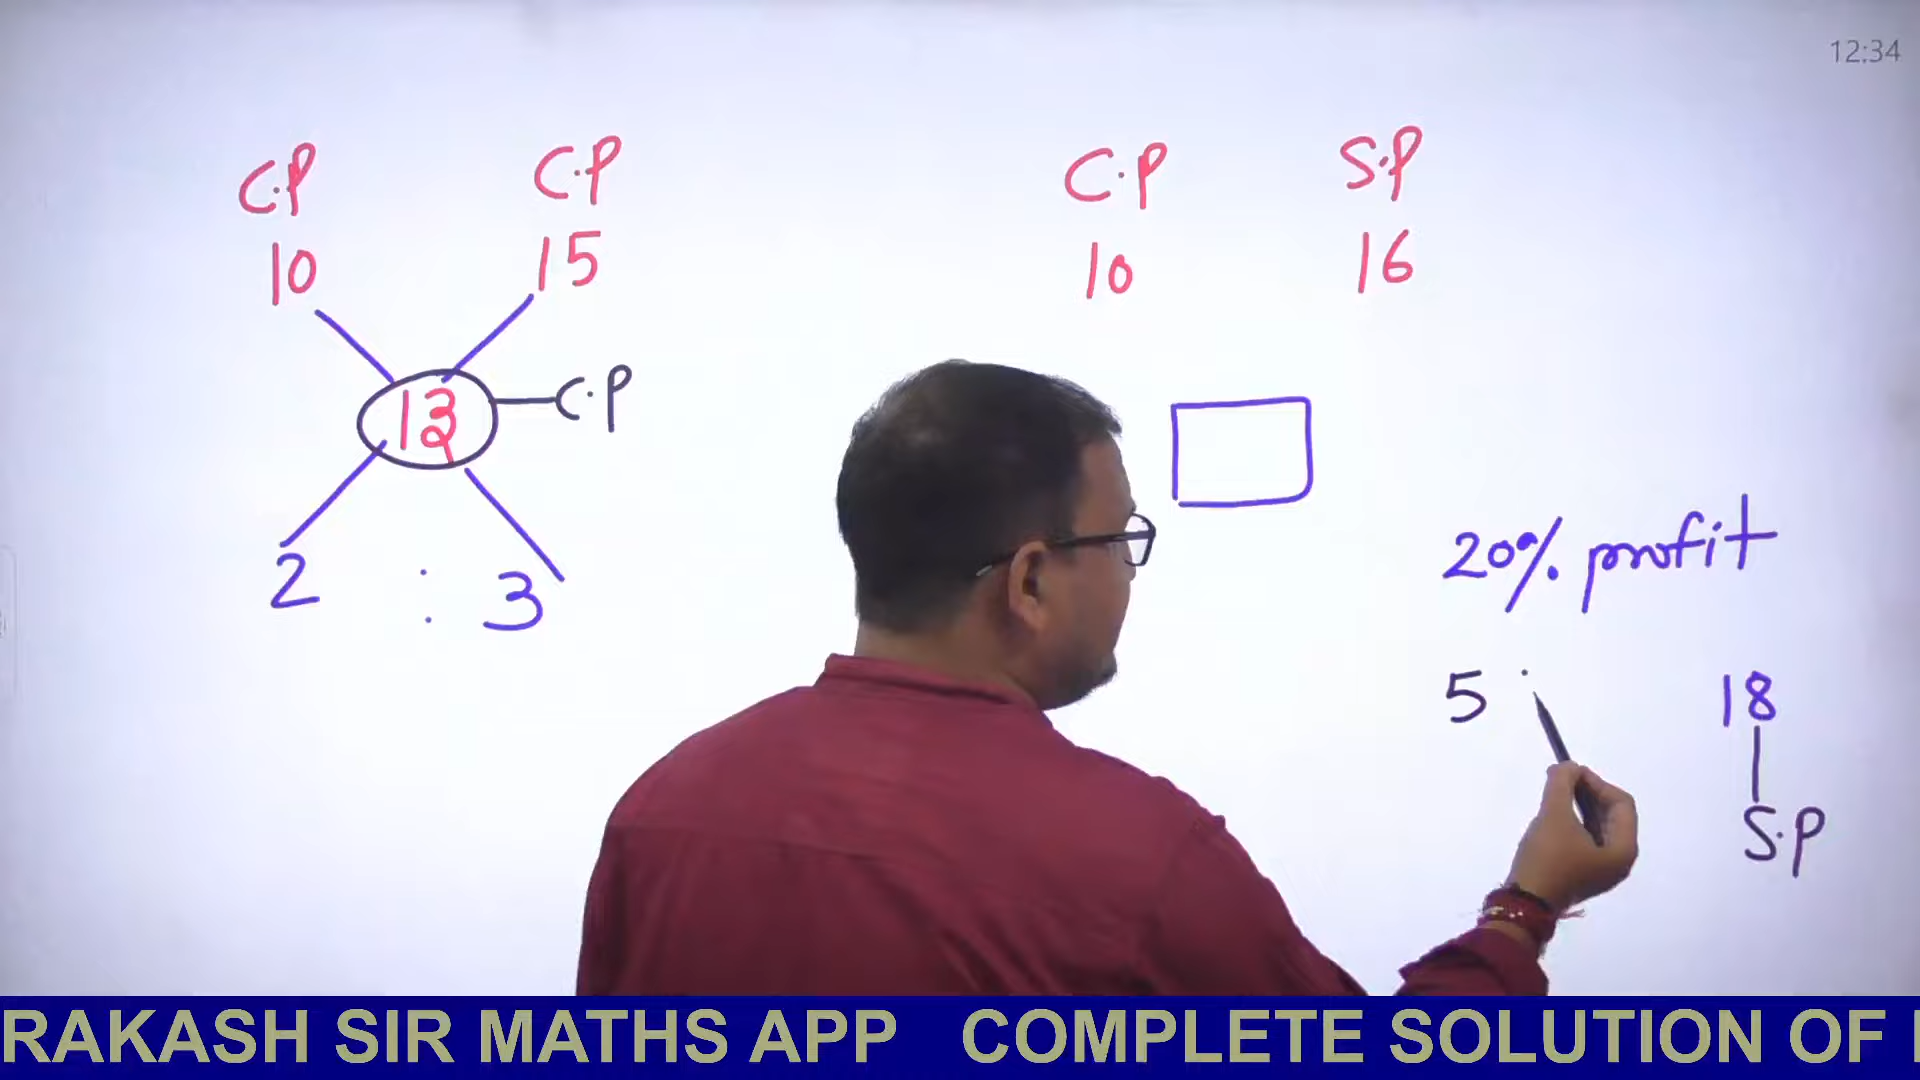 12:34
C.P C.P
10 15
13 C.P
2 : 3
C.P S.P
10 16
20% profit
5 18
S.P
RAKASH SIR MATHS APP COMPLETE SOLUTION OF